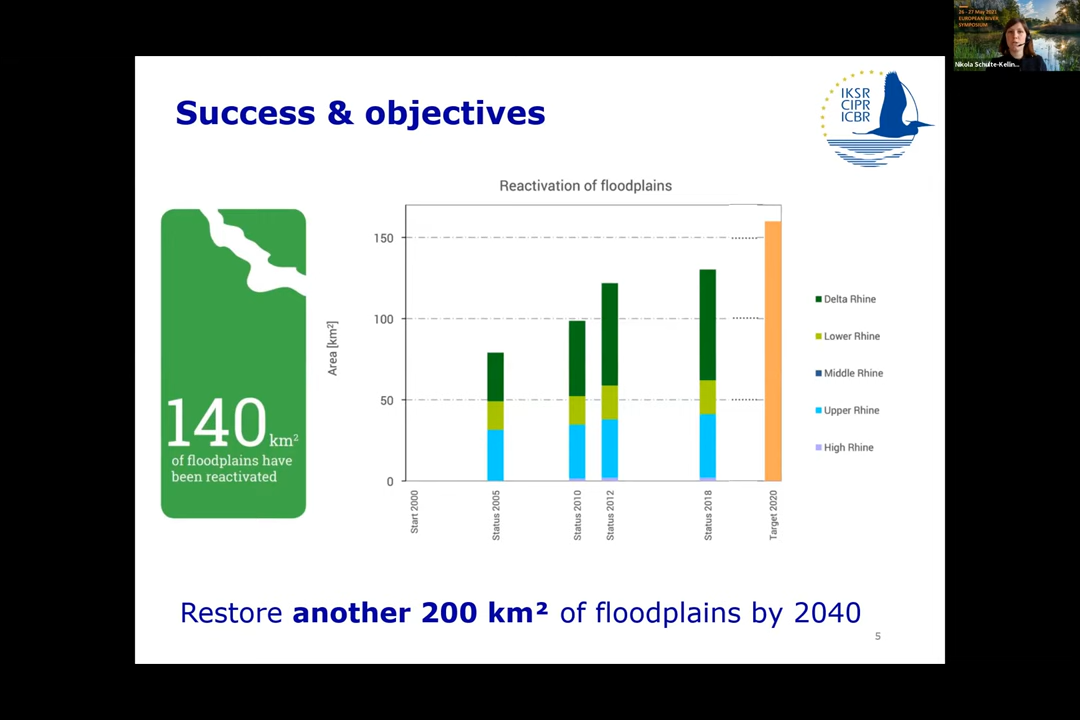 26 - 27 May 2021
EUROPEAN RIVER
SYMPOSIUM
Nikola Schulte-Kellin...
Success & objectives
IKSR
CIPR
ICBR
Reactivation of floodplains
140 km²
of floodplains have
been reactivated
Area [km²]
150
100
50
0
Start 2000
Status 2005
Status 2010
Status 2012
Status 2018
Target 2020
Delta Rhine
Lower Rhine
Middle Rhine
Upper Rhine
High Rhine
Restore another 200 km² of floodplains by 2040
5